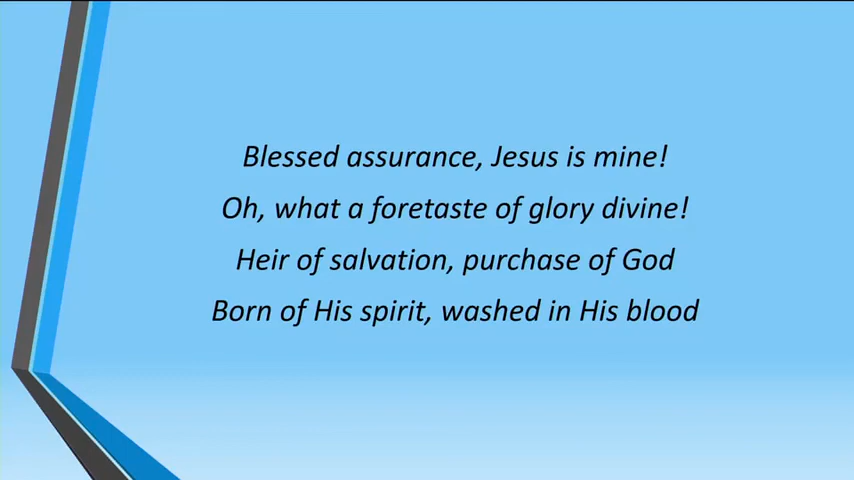 Blessed assurance, Jesus is mine!
Oh, what a foretaste of glory divine!
Heir of salvation, purchase of God
Born of His spirit, washed in His blood